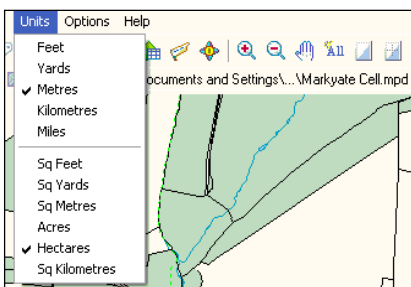 Units Options Help
Feet
All
Yards
ocuments and Settings\...\Markyate Cell.mpd
Metres
Kilometres
Miles
Sq Feet
Sq Yards
Sq Metres
Acres
Hectares
Sq Kilometres